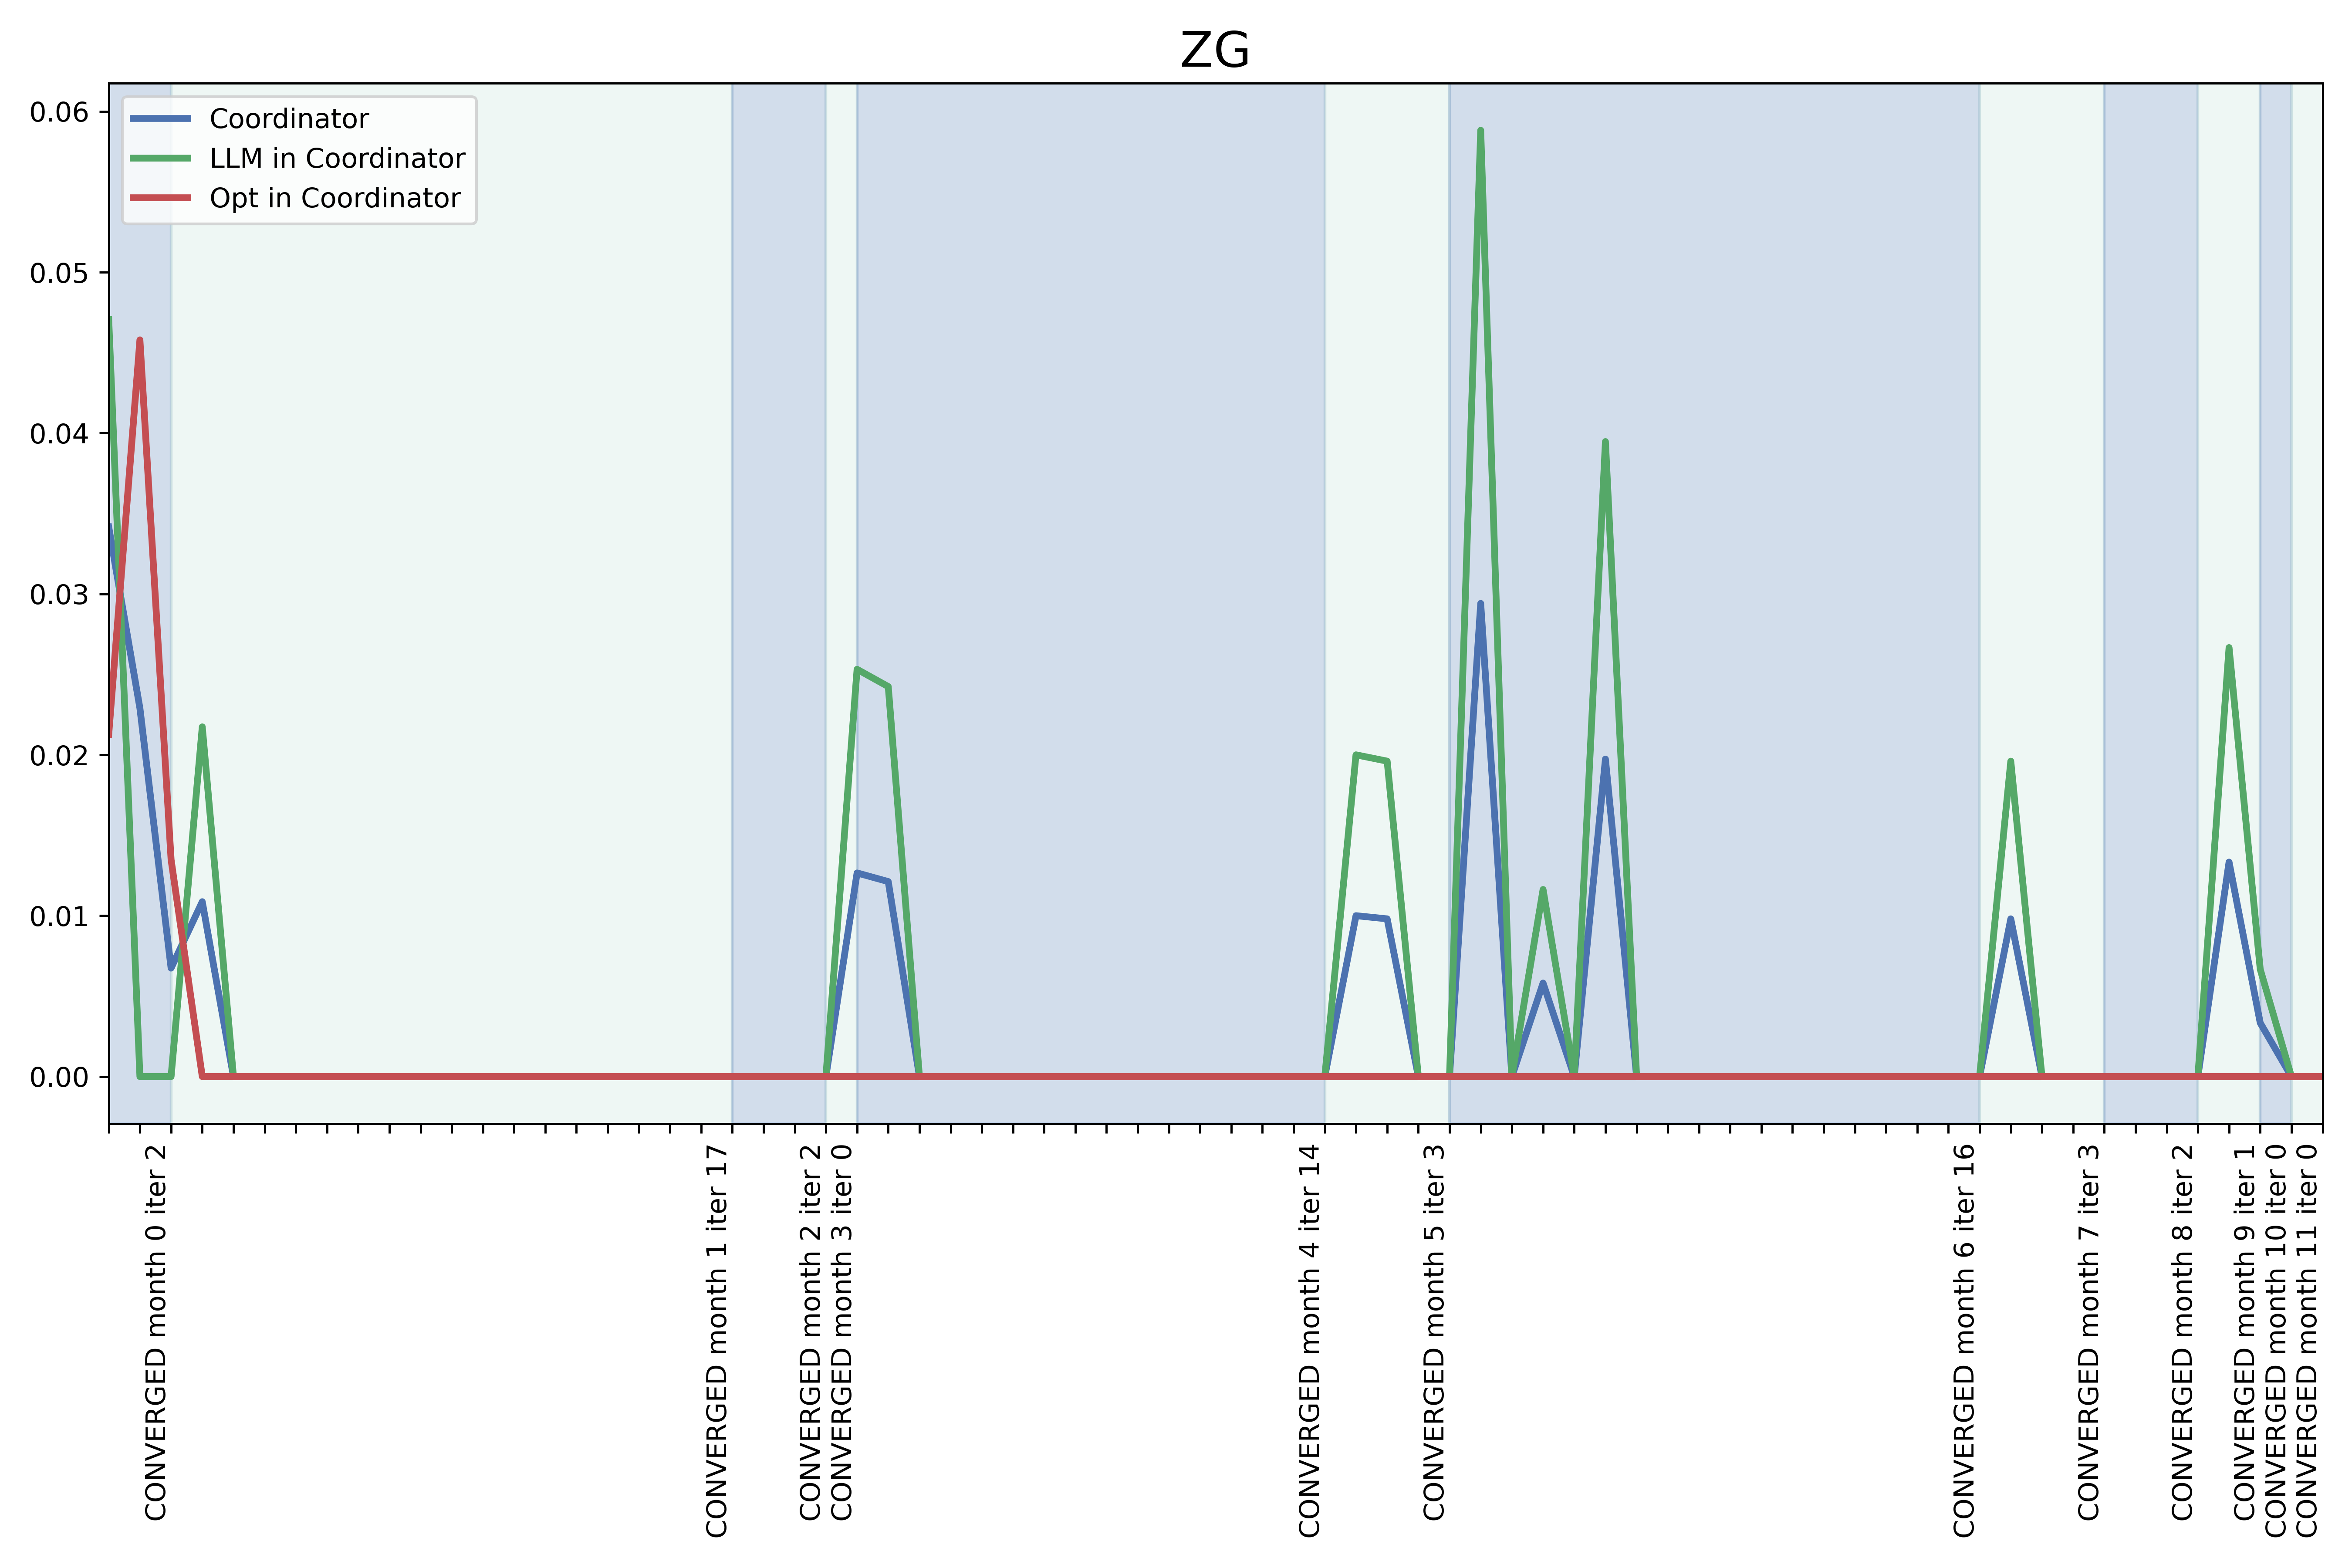 ZG
Coordinator
LLM in Coordinator
Opt in Coordinator
0.06
0.05
0.04
0.03
0.02
0.01
0.00
CONVERGED month 0 iter 2
CONVERGED month 1 iter 17
CONVERGED month 2 iter 2
CONVERGED month 3 iter 0
CONVERGED month 4 iter 14
CONVERGED month 5 iter 3
CONVERGED month 6 iter 16
CONVERGED month 7 iter 3
CONVERGED month 8 iter 2
CONVERGED month 9 iter 1
CONVERGED month 10 iter 0
CONVERGED month 11 iter 0